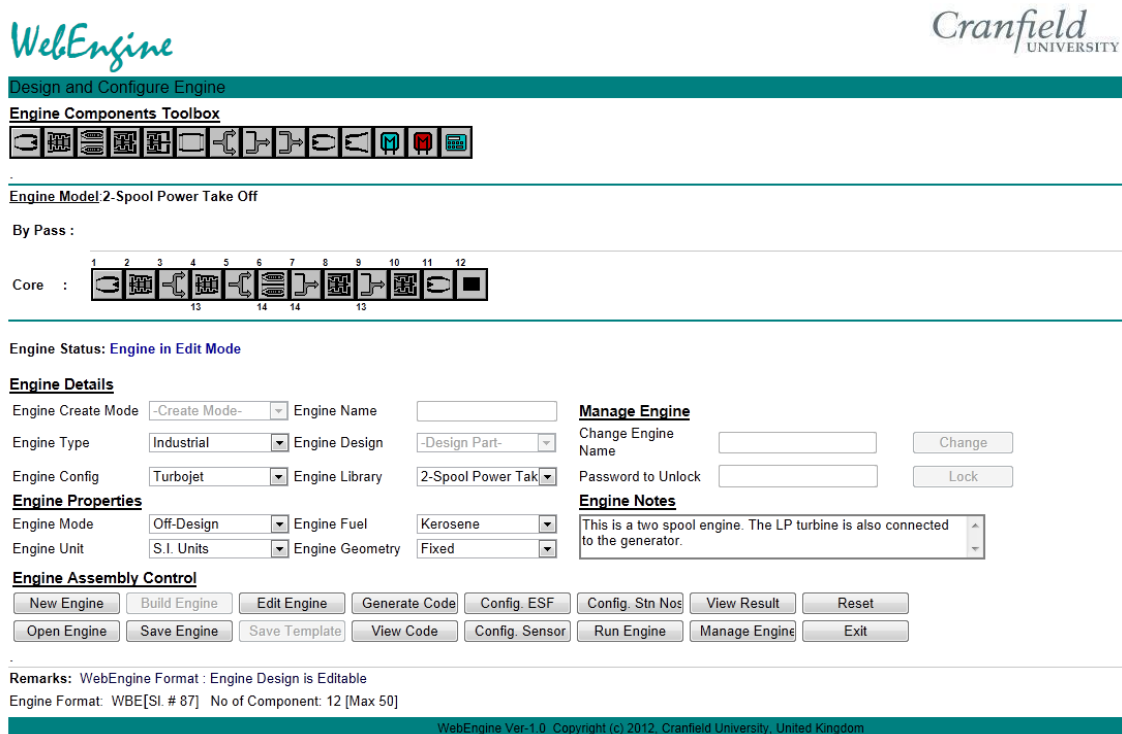 WebEngine
Cranfield
UNIVERSITY
Design and Configure Engine
Engine Components Toolbox
.
Engine Model:2-Spool Power Take Off
By Pass :
1 2 3 4 5 6 7 8 9 10 11 12
Core :
13 14 14 13
Engine Status: Engine in Edit Mode
Engine Details
Engine Create Mode -Create Mode- Engine Name Manage Engine
Engine Type Industrial Engine Design -Design Part- Change Engine Name Change
Engine Config Turbojet Engine Library 2-Spool Power Tak Password to Unlock Lock
Engine Properties Engine Notes
Engine Mode Off-Design Engine Fuel Kerosene This is a two spool engine. The LP turbine is also connected
Engine Unit S.I. Units Engine Geometry Fixed to the generator.
Engine Assembly Control
New Engine Build Engine Edit Engine Generate Code Config. ESF Config. Stn Nos View Result Reset
Open Engine Save Engine Save Template View Code Config. Sensor Run Engine Manage Engine Exit
.
Remarks: WebEngine Format : Engine Design is Editable
Engine Format: WBE[Sl. # 87] No of Component: 12 [Max 50]
WebEngine Ver-1.0 Copyright (c) 2012, Cranfield University, United Kingdom